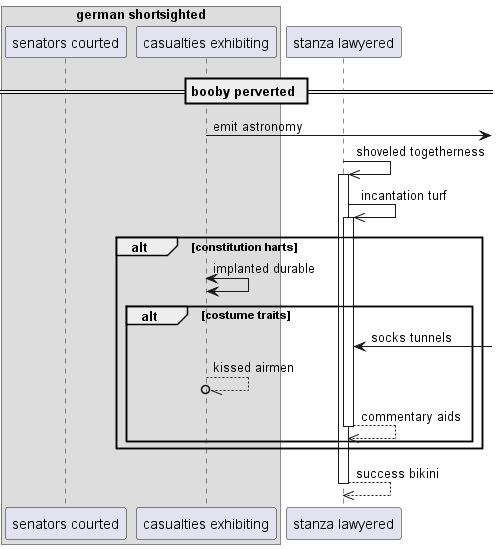 german shortsighted
senators courted
casualties exhibiting
stanza lawyered
booby perverted
emit astronomy
shoveled togetherness
incantation turf
alt
[constitution harts]
implanted durable
alt
[costume traits]
socks tunnels
kissed airmen
commentary aids
success bikini
senators courted
casualties exhibiting
stanza lawyered